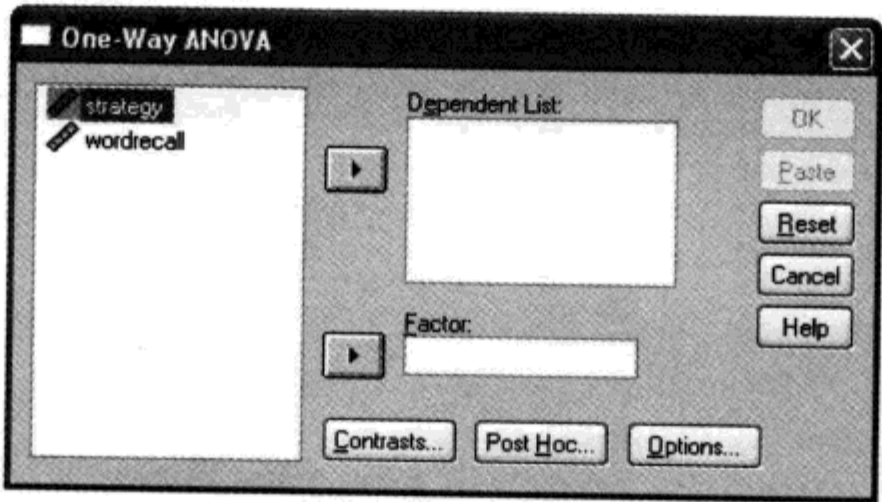 One-Way ANOVA
strategy
wordrecall
Dependent List:
Factor:
OK
Paste
Reset
Cancel
Help
Contrasts...
Post Hoc...
Options...